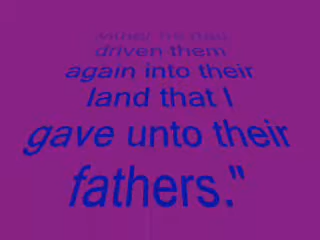 driven them
again into their
land that I
gave unto their
fathers."